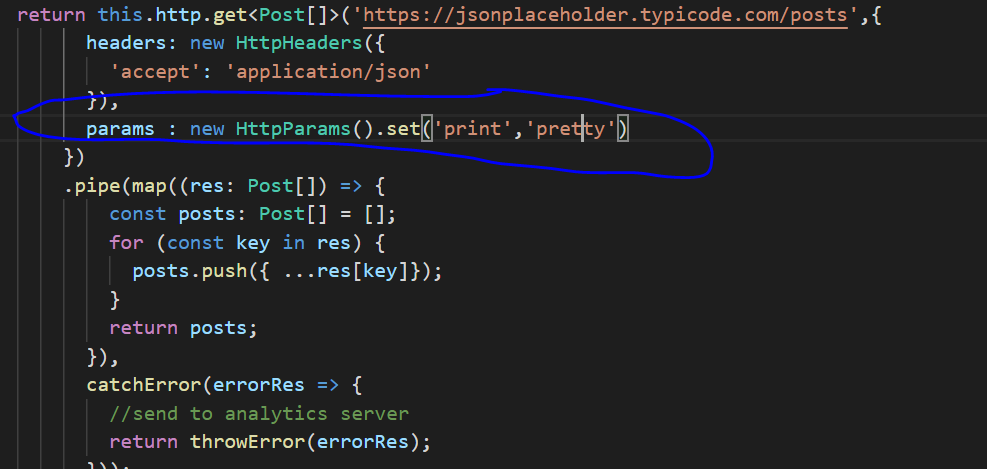 return this.http.get<Post[]>('https://jsonplaceholder.typicode.com/posts',{
headers: new HttpHeaders({
'accept': 'application/json'
}),
params : new HttpParams().set('print','pretty')
})
.pipe(map((res: Post[]) => {
const posts: Post[] = [];
for (const key in res) {
posts.push({ ...res[key]});
}
return posts;
}),
catchError(errorRes => {
//send to analytics server
return throwError(errorRes);
}));